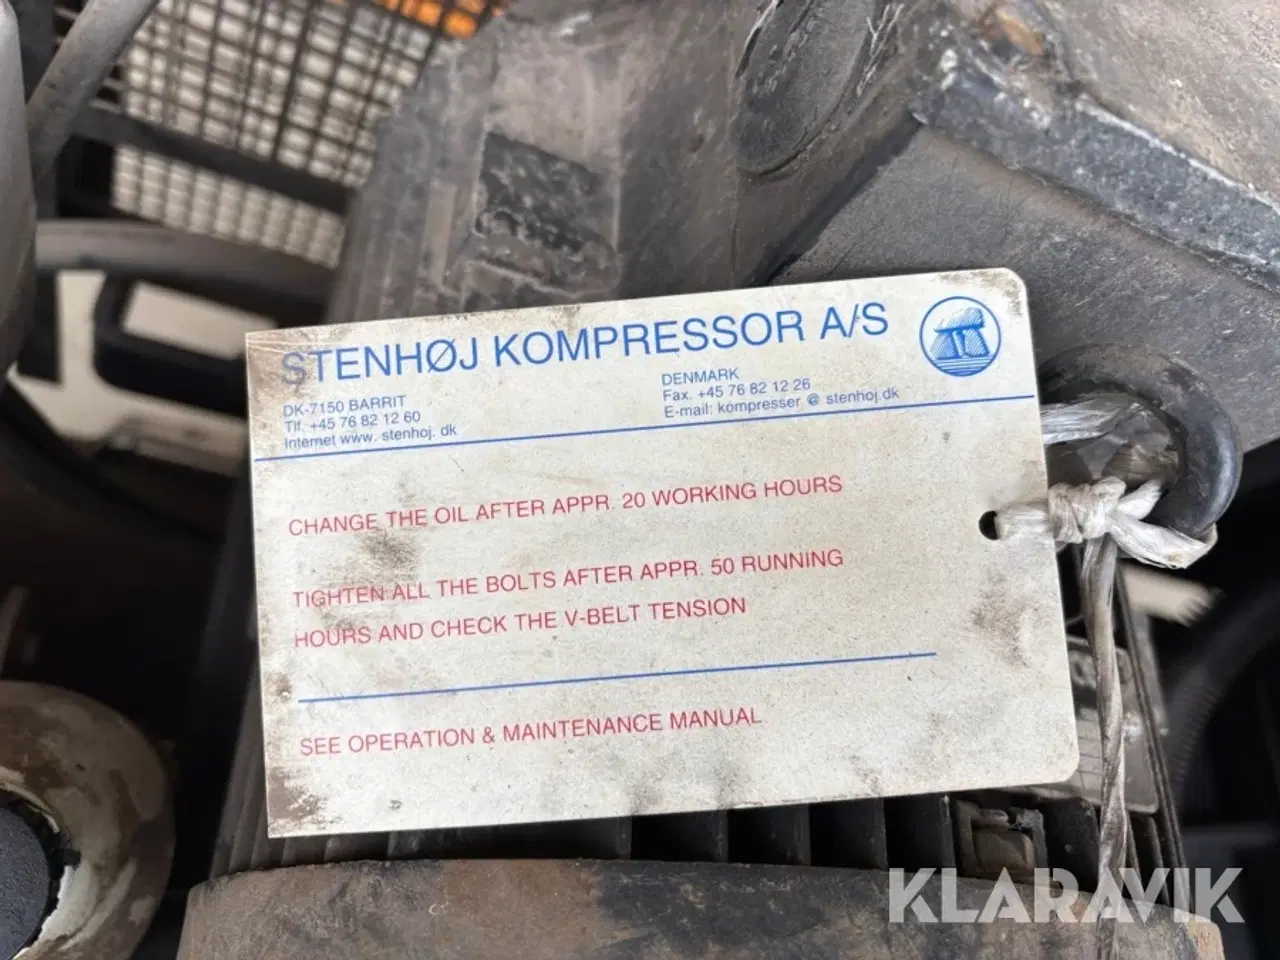 STENHØJ KOMPRESSOR A/S
DK-7150 BARRIT
Tlf. +45 76 82 12 60
Internet www. stenhoj. dk
DENMARK
Fax. +45 76 82 12 26
E-mail: kompresser @ stenhoj.dk
CHANGE THE OIL AFTER APPR. 20 WORKING HOURS
TIGHTEN ALL THE BOLTS AFTER APPR. 50 RUNNING
HOURS AND CHECK THE V-BELT TENSION
SEE OPERATION & MAINTENANCE MANUAL
KLARAVIK